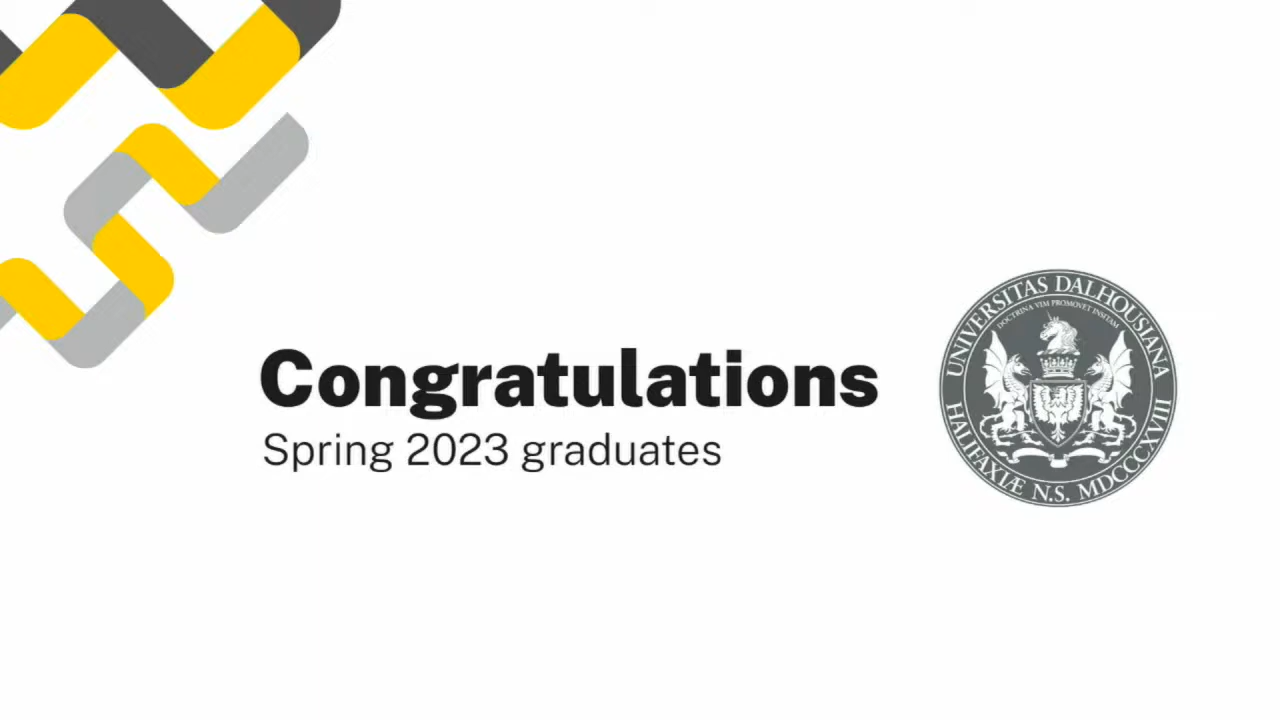 Congratulations
Spring 2023 graduates
UNIVERSITAS DALHOUSIANA
DOCTRINA VIM PROMOVET INSITAM
HALIFAXIÆ N.S. MDCCCXVIII